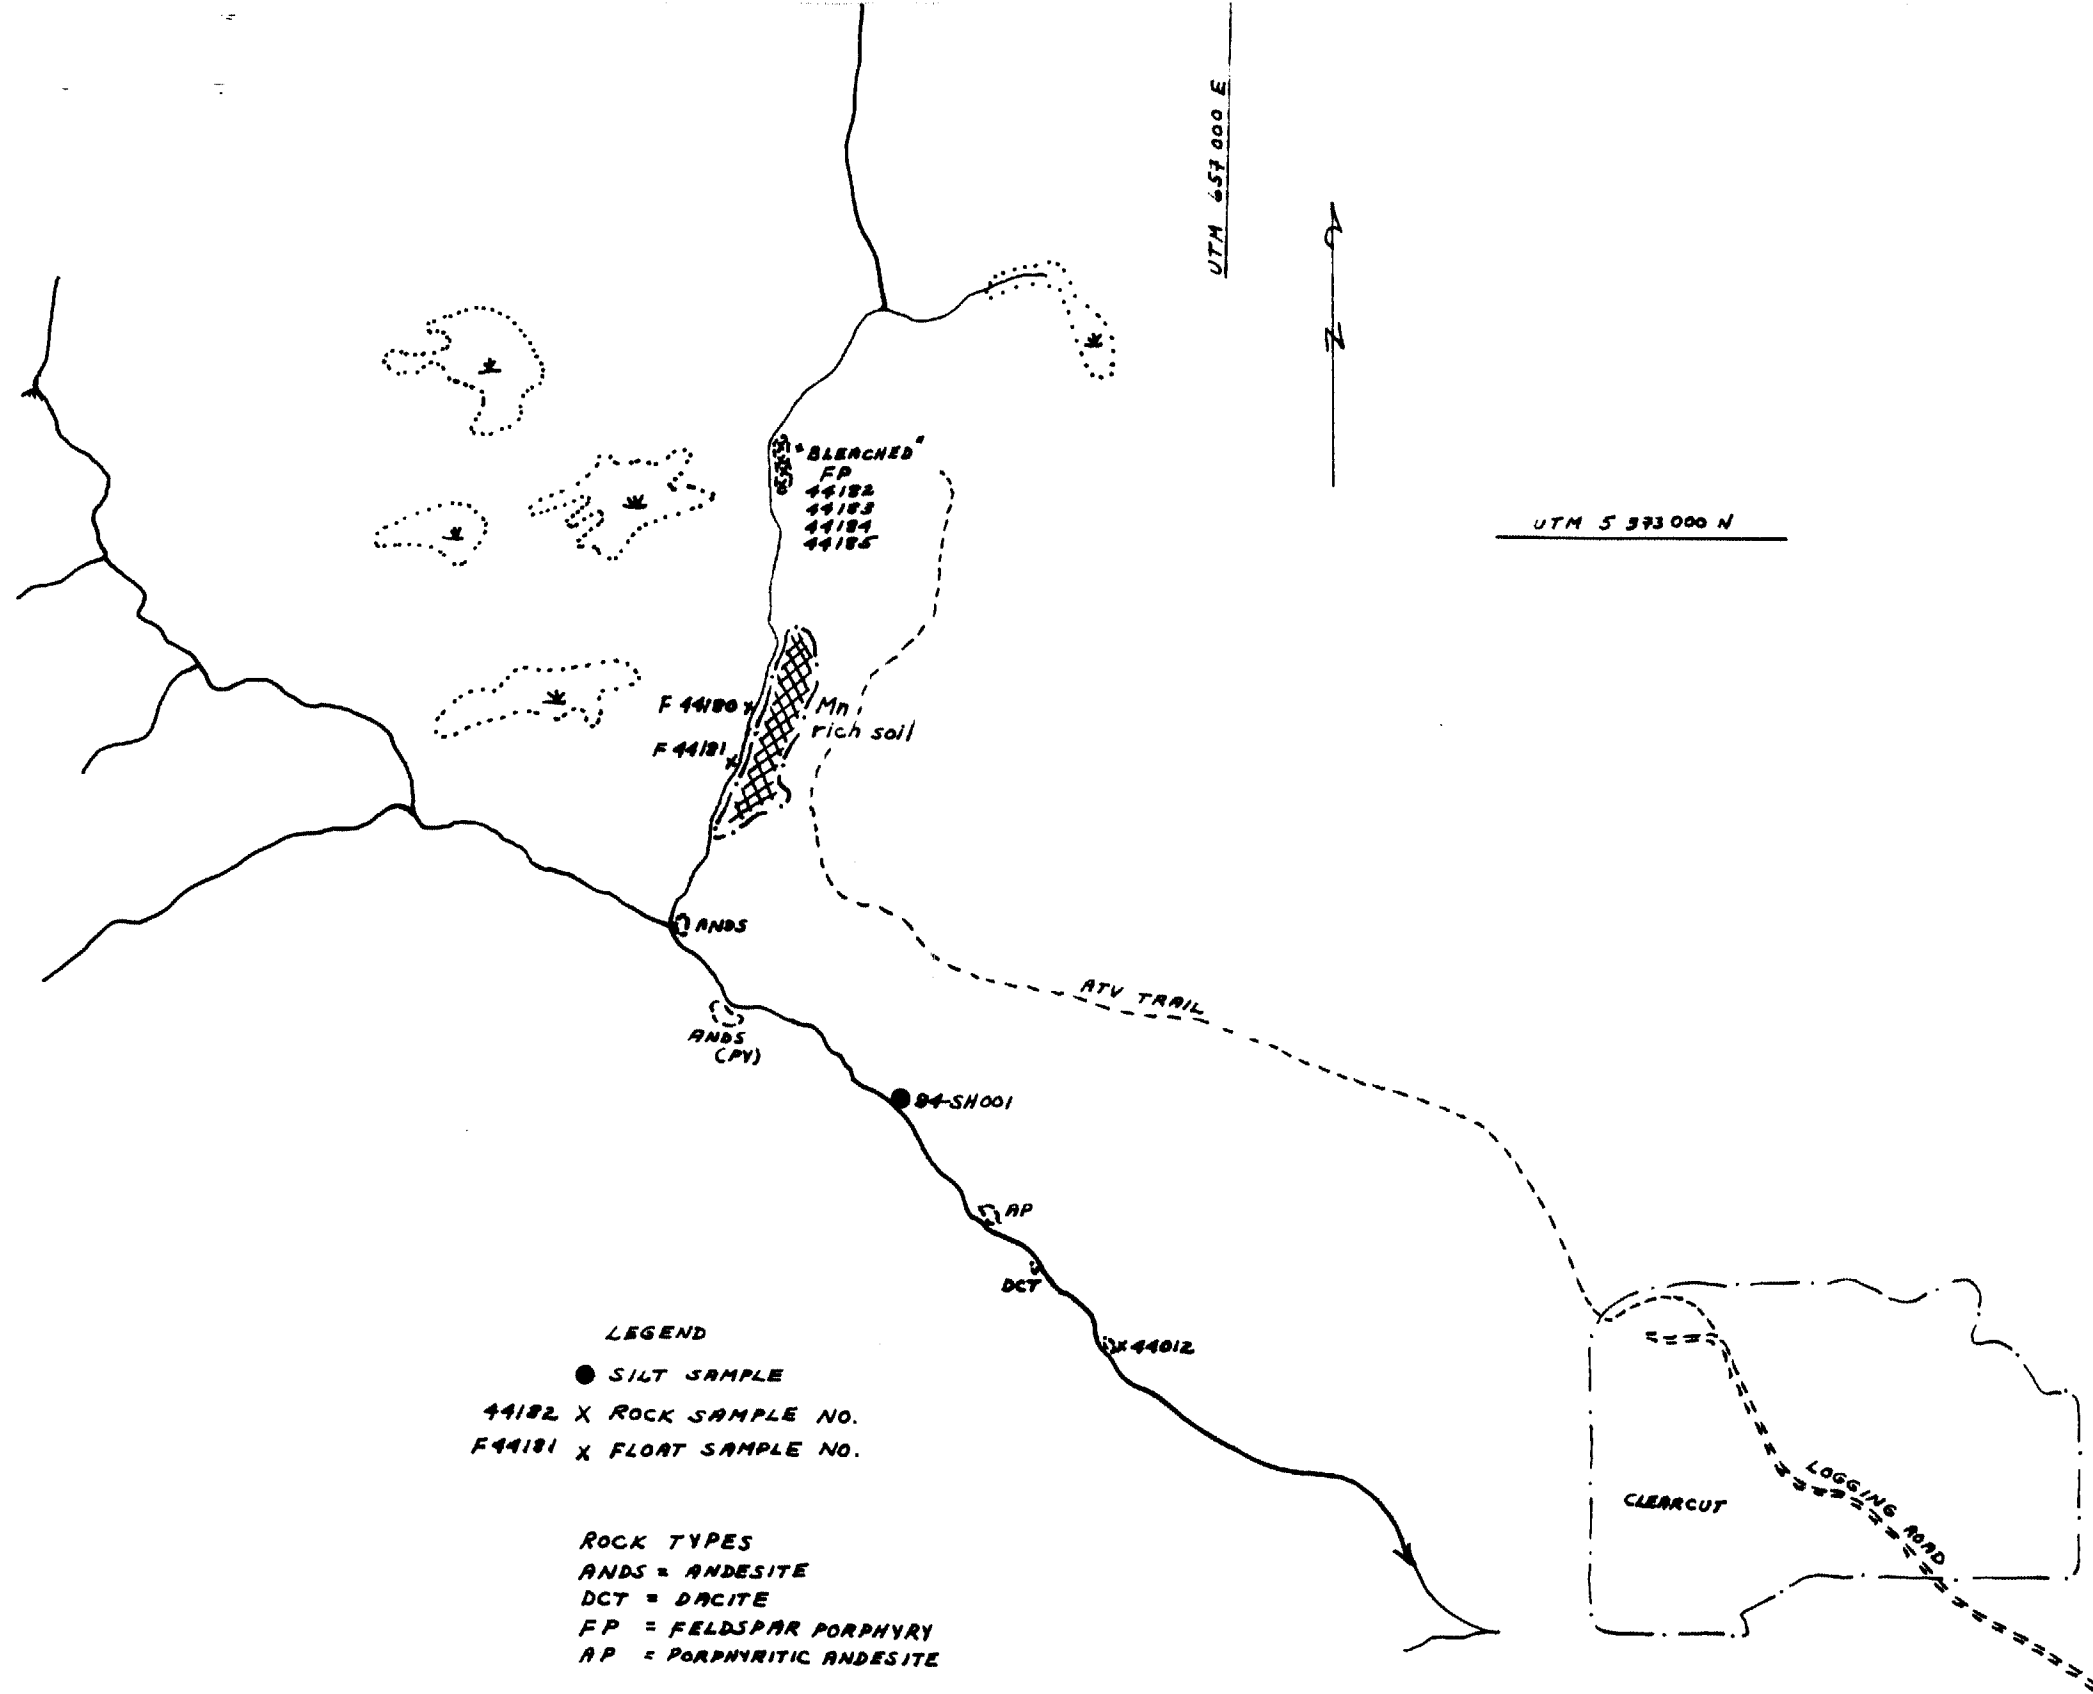 UTM 657 000 E
N
"BLEACHED"
FP
44182
44183
44184
44185
UTM 5 973 000 N
F 44180 x
Mn
rich soil
F 44181
x
ANDS
ANDS
(PY)
ATV TRAIL
94-SH001
AP
DCT
x 44012
LEGEND
SILT SAMPLE
44182 X ROCK SAMPLE NO.
F44181 X FLOAT SAMPLE NO.
LOGGING ROAD
CLEARCUT
ROCK TYPES
ANDS = ANDESITE
DCT = DACITE
FP = FELDSPAR PORPHYRY
AP = PORPHYRITIC ANDESITE